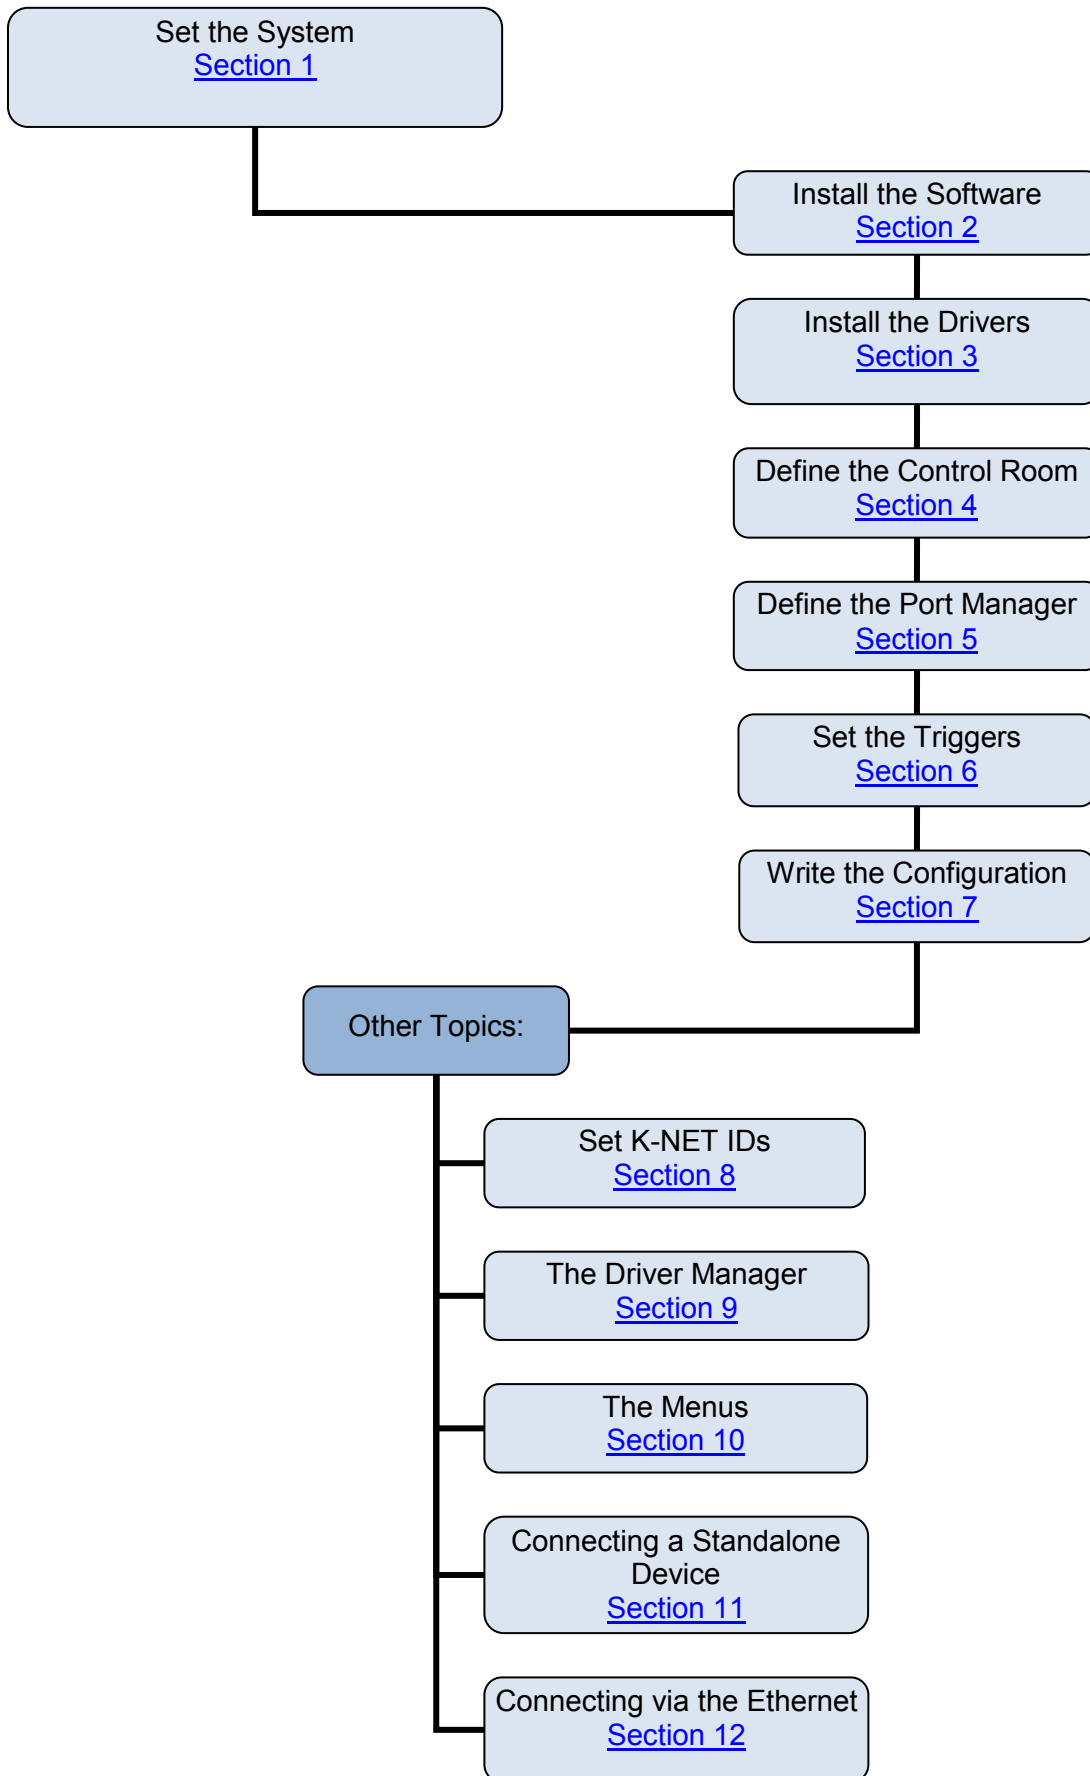 Set the System
Section 1
Install the Software
Section 2
Install the Drivers
Section 3
Define the Control Room
Section 4
Define the Port Manager
Section 5
Set the Triggers
Section 6
Write the Configuration
Section 7
Other Topics:
Set K-NET IDs
Section 8
The Driver Manager
Section 9
The Menus
Section 10
Connecting a Standalone
Device
Section 11
Connecting via the Ethernet
Section 12